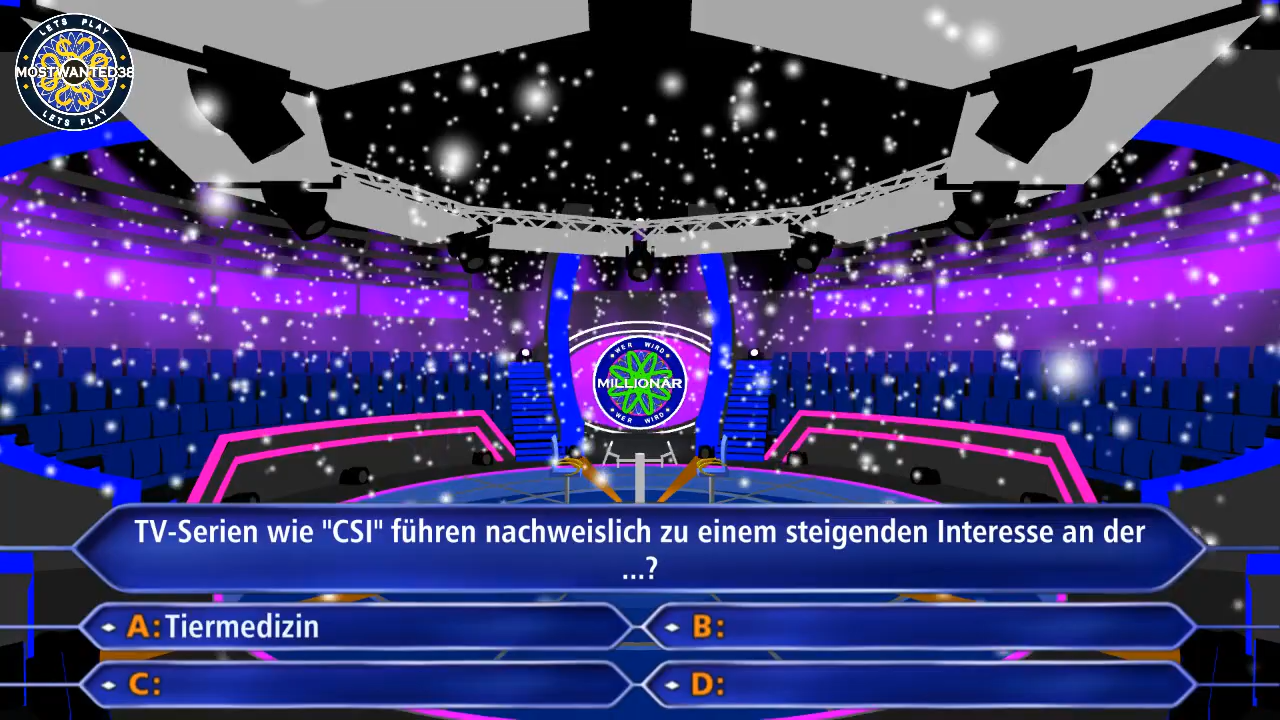 LETS PLAY
MOSTWANTED38
LETS PLAY
WER WIRD
MILLIONÄR
WER WIRD
TV-Serien wie "CSI" führen nachweislich zu einem steigenden Interesse an der
...?
A: Tiermedizin
B:
C:
D: